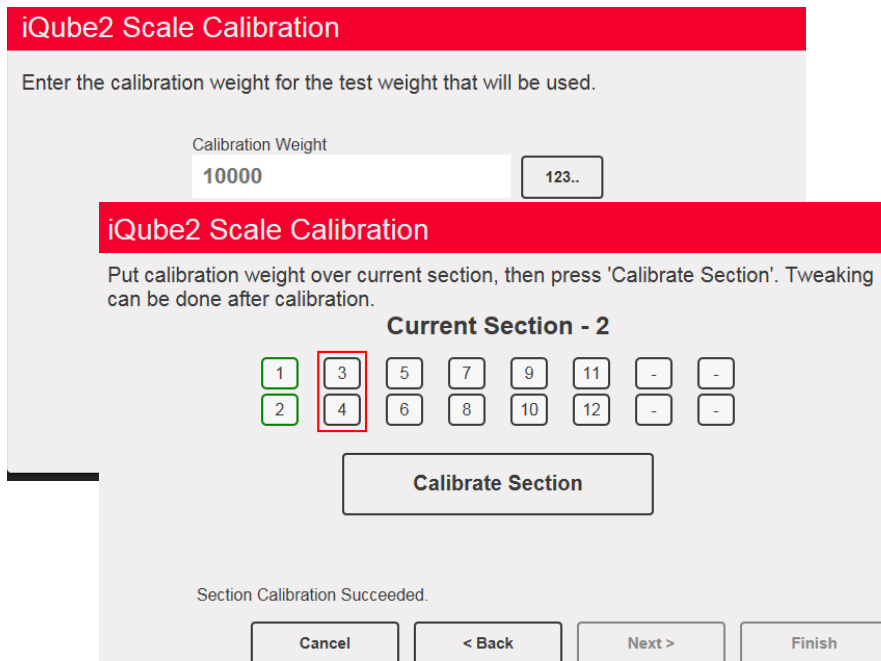 iQube2 Scale Calibration
Enter the calibration weight for the test weight that will be used.
Calibration Weight
10000 123..
iQube2 Scale Calibration
Put calibration weight over current section, then press 'Calibrate Section'. Tweaking
can be done after calibration.
Current Section - 2
1 3 5 7 9 11 - -
2 4 6 8 10 12 - -
Calibrate Section
Section Calibration Succeeded.
Cancel < Back Next > Finish